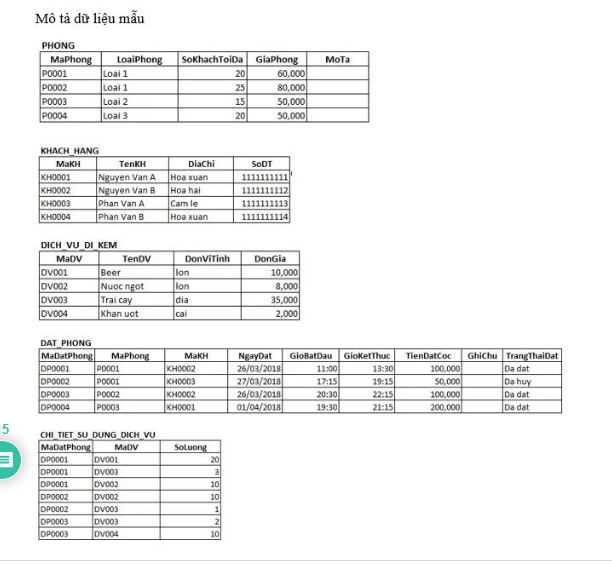 Mô tả dữ liệu mẫu
PHONG
MaPhong LoaiPhong SoKhachToiDa GiaPhong MoTa
P0001 Loai 1 20 60,000
P0002 Loai 1 25 80,000
P0003 Loai 2 15 50,000
P0004 Loai 3 20 50,000
KHACH_HANG
MaKH TenKH DiaChi SoDT
KH0001 Nguyen Van A Hoa xuan 1111111111
KH0002 Nguyen Van B Hoa hai 1111111112
KH0003 Phan Van A Cam le 1111111113
KH0004 Phan Van B Hoa xuan 1111111114
DICH_VU_DI_KEM
MaDV TenDV DonViTinh DonGia
DV001 Beer lon 10,000
DV002 Nuoc ngot lon 8,000
DV003 Trai cay dia 35,000
DV004 Khan uot cai 2,000
DAT_PHONG
MaDatPhong MaPhong MaKH NgayDat GioBatDau GioKetThuc TienDatCoc GhiChu TrangThaiDat
DP0001 P0001 KH0002 26/03/2018 11:00 13:30 100,000 Da dat
DP0002 P0001 KH0003 27/03/2018 17:15 19:15 50,000 Da huy
DP0003 P0002 KH0002 26/03/2018 20:30 22:15 100,000 Da dat
DP0004 P0003 KH0001 01/04/2018 19:30 21:15 200,000 Da dat
15
CHI_TIET_SU_DUNG_DICH_VU
MaDatPhong MaDV SoLuong
DP0001 DV001 20
DP0001 DV003 3
DP0001 DV002 10
DP0002 DV002 10
DP0002 DV003 1
DP0003 DV003 2
DP0003 DV004 10